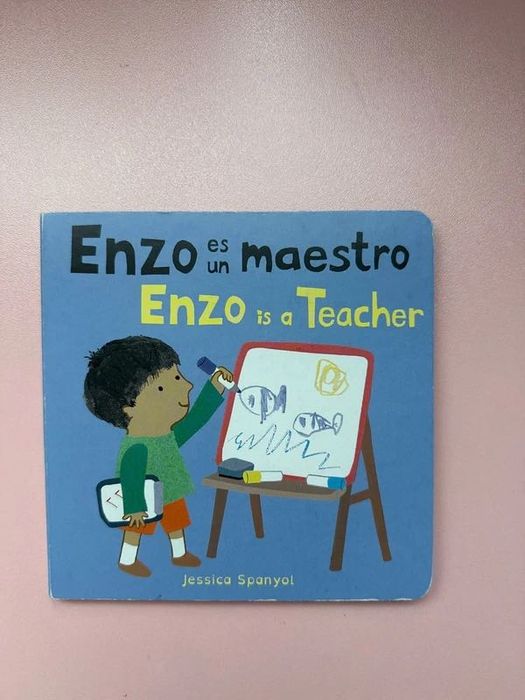 Enzo es un maestro
Enzo is a Teacher
Jessica Spanyol